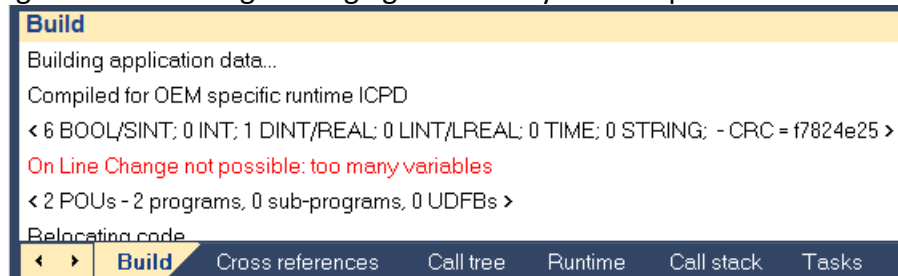 Build
Building application data...
Compiled for OEM specific runtime ICPD
< 6 BOOL/SINT; 0 INT; 1 DINT/REAL; 0 LINT/LREAL; 0 TIME; 0 STRING;  - CRC = f7824e25 >
On Line Change not possible: too many variables
< 2 POUs - 2 programs, 0 sub-programs, 0 UDFBs >
Relocating code
Build Cross references Call tree Runtime Call stack Tasks